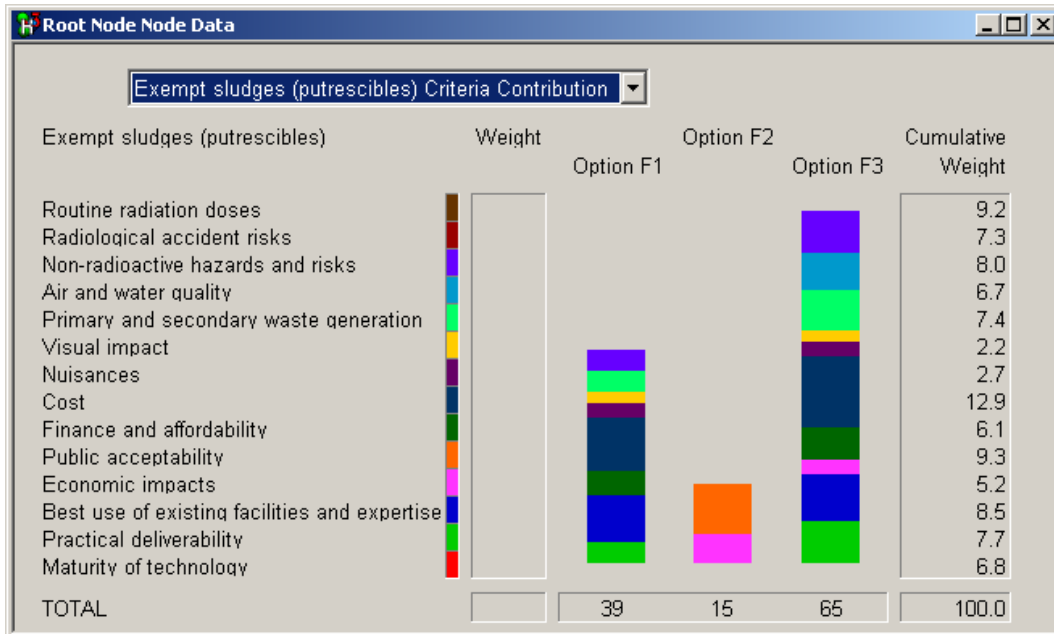 Root Node Node Data
Exempt sludges (putrescibles) Criteria Contribution
Exempt sludges (putrescibles) Weight Option F2 Cumulative
Option F1 Option F3 Weight
Routine radiation doses 9.2
Radiological accident risks 7.3
Non-radioactive hazards and risks 8.0
Air and water quality 6.7
Primary and secondary waste generation 7.4
Visual impact 2.2
Nuisances 2.7
Cost 12.9
Finance and affordability 6.1
Public acceptability 9.3
Economic impacts 5.2
Best use of existing facilities and expertise 8.5
Practical deliverability 7.7
Maturity of technology 6.8
TOTAL 39 15 65 100.0